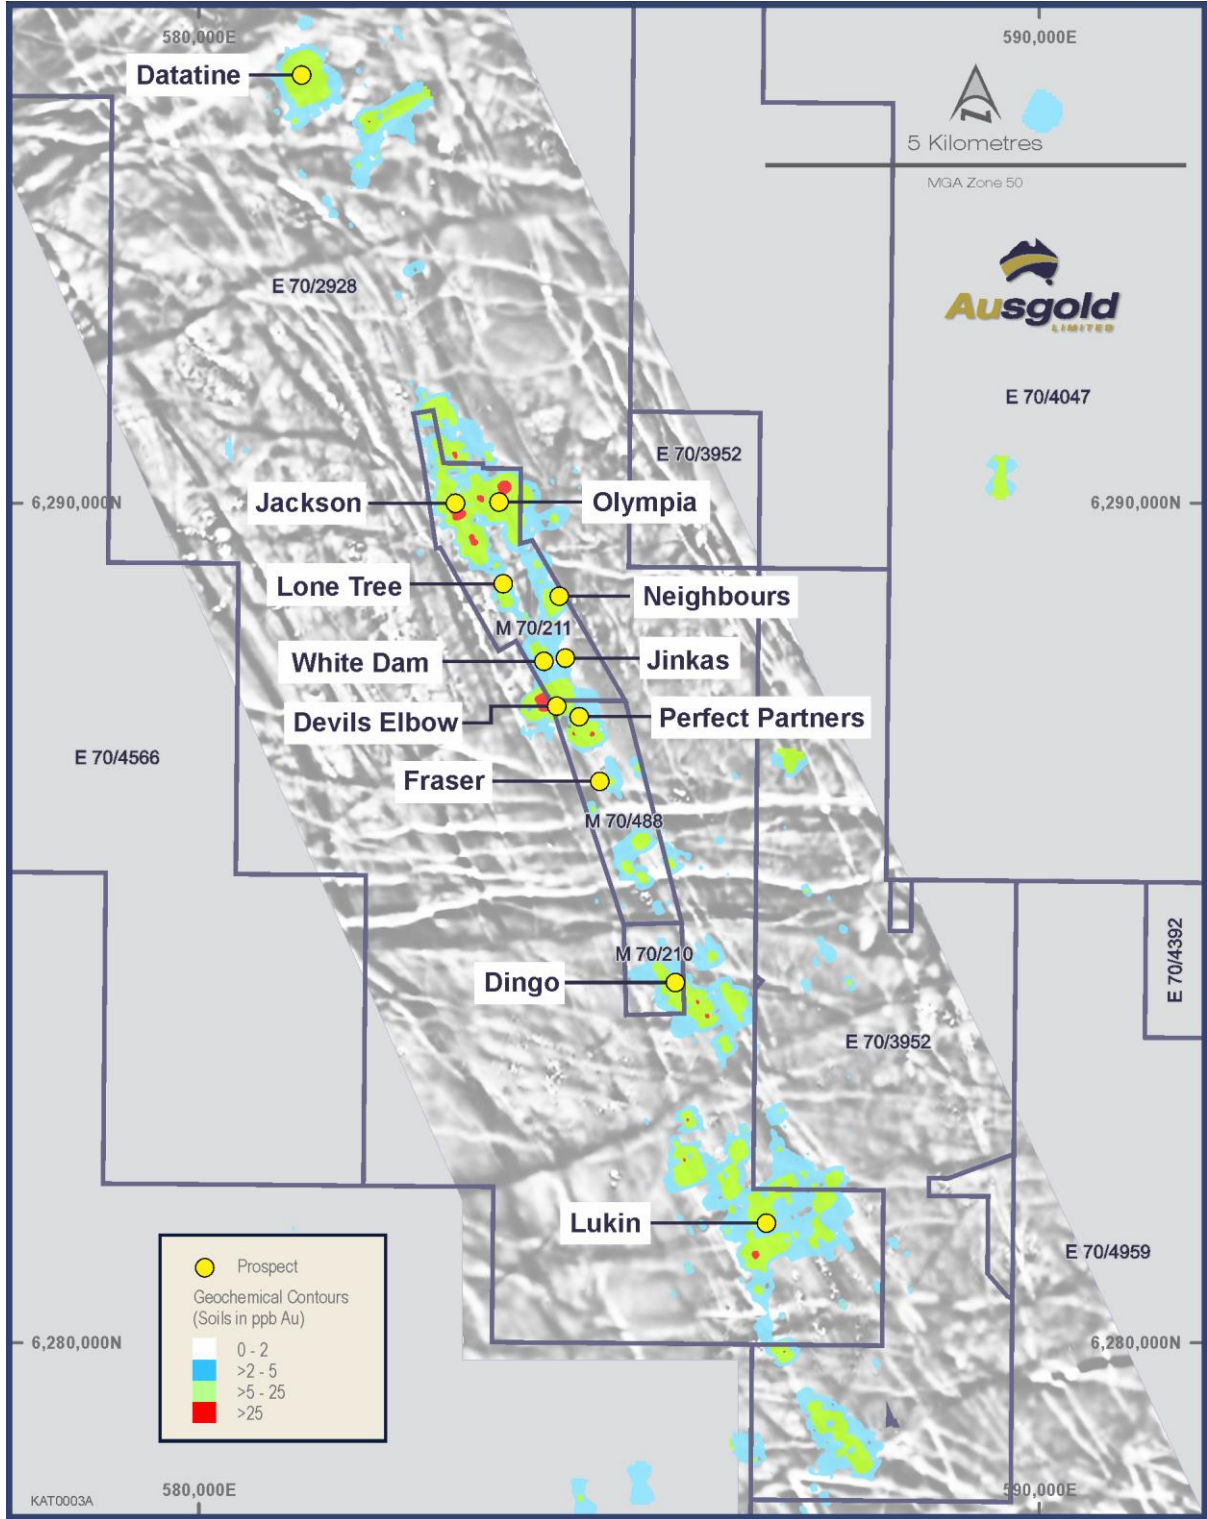 580,000E
590,000E
Datatine
N
5 Kilometres
MGA Zone 50
E 70/2928
Ausgold
LIMITED
E 70/4047
E 70/3952
6,290,000N
Jackson
Olympia
6,290,000N
Lone Tree
Neighbours
M 70/211
White Dam
Jinkas
Devils Elbow
Perfect Partners
E 70/4566
Fraser
M 70/488
E 70/4392
M 70/210
Dingo
E 70/3952
Lukin
E 70/4959
Prospect
Geochemical Contours
(Soils in ppb Au)
0 - 2
>2 - 5
>5 - 25
>25
6,280,000N
6,280,000N
580,000E
590,000E
KAT0003A